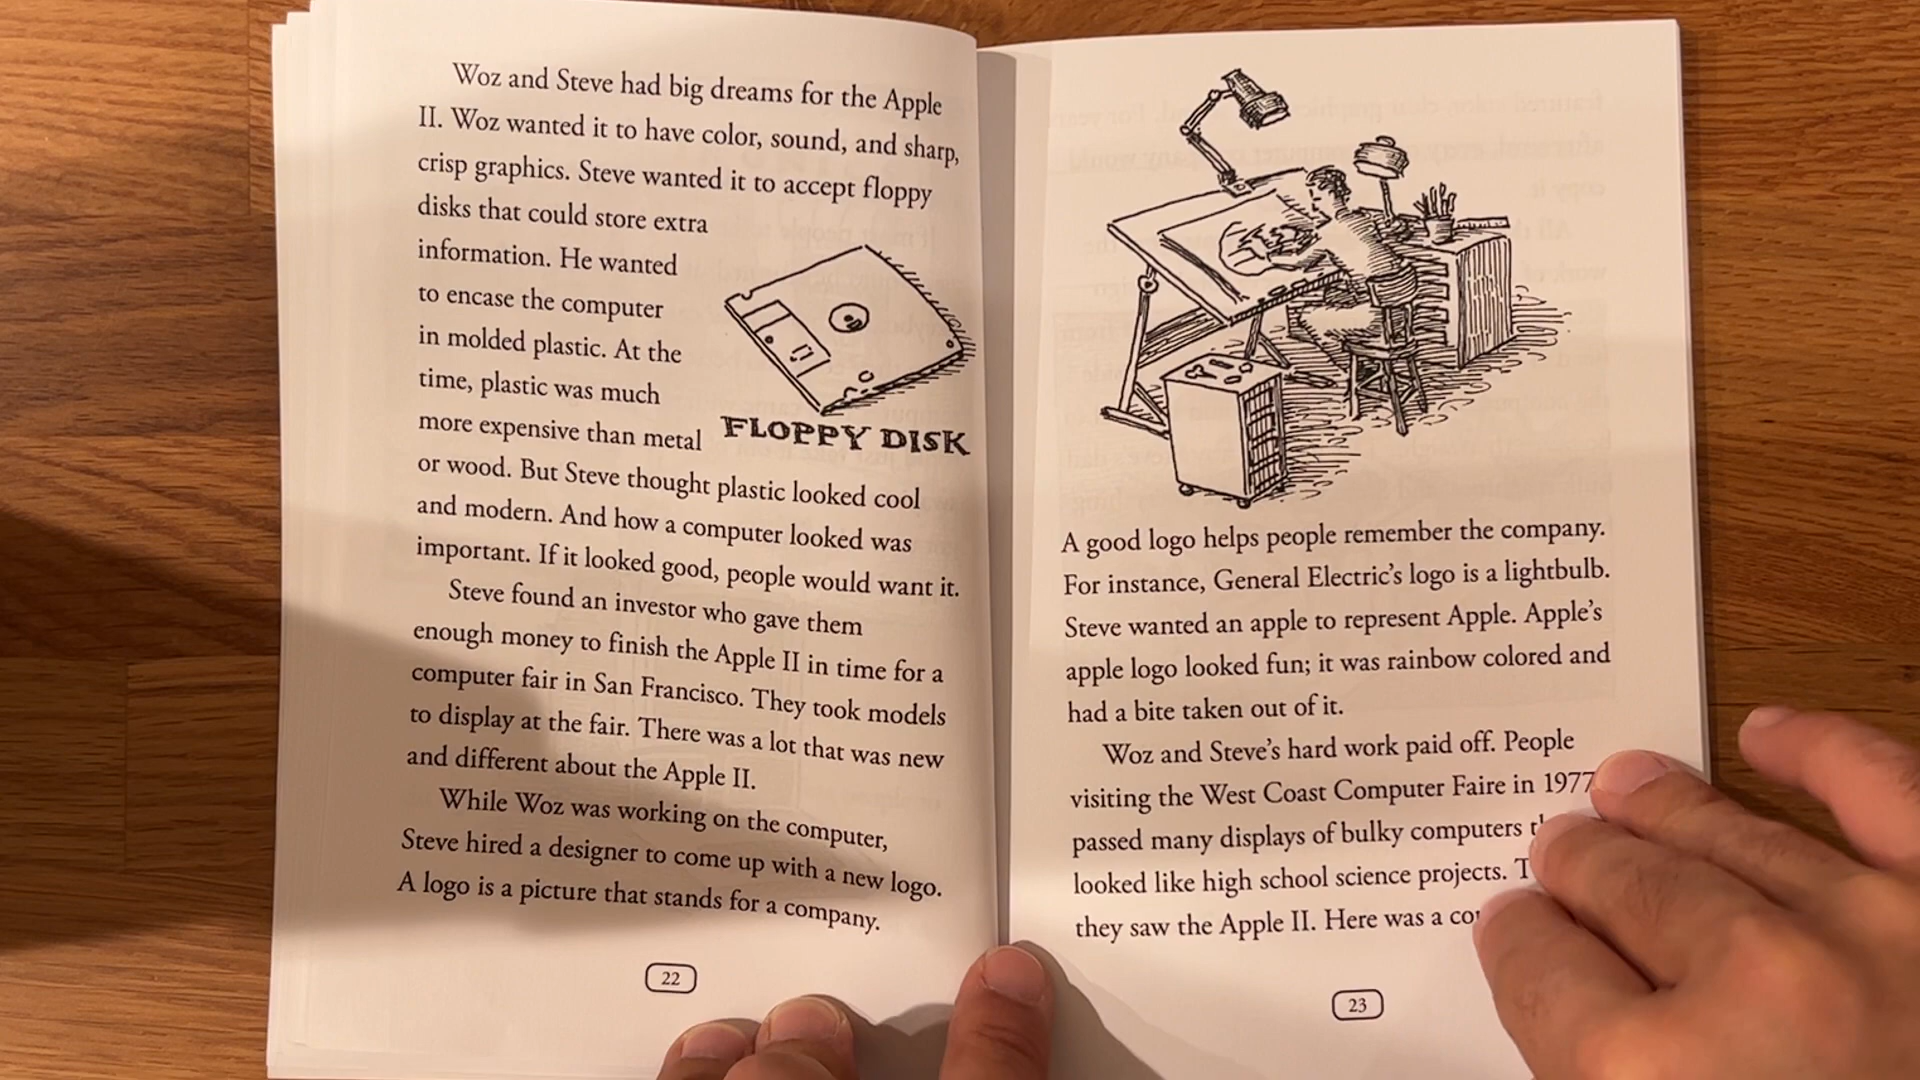 Woz and Steve had big dreams for the Apple
II. Woz wanted it to have color, sound, and sharp,
crisp graphics. Steve wanted it to accept floppy
disks that could store extra
information. He wanted
to encase the computer
in molded plastic. At the
time, plastic was much
more expensive than metal
FLOPPY DISK
or wood. But Steve thought plastic looked cool
and modern. And how a computer looked was
important. If it looked good, people would want it.
Steve found an investor who gave them
enough money to finish the Apple II in time for a
computer fair in San Francisco. They took models
to display at the fair. There was a lot that was new
and different about the Apple II.
While Woz was working on the computer,
Steve hired a designer to come up with a new logo.
A logo is a picture that stands for a company.
22
A good logo helps people remember the company.
For instance, General Electric’s logo is a lightbulb.
Steve wanted an apple to represent Apple. Apple’s
apple logo looked fun; it was rainbow colored and
had a bite taken out of it.
Woz and Steve’s hard work paid off. People
visiting the West Coast Computer Faire in 1977
passed many displays of bulky computers
looked like high school science projects.
they saw the Apple II. Here was a
23